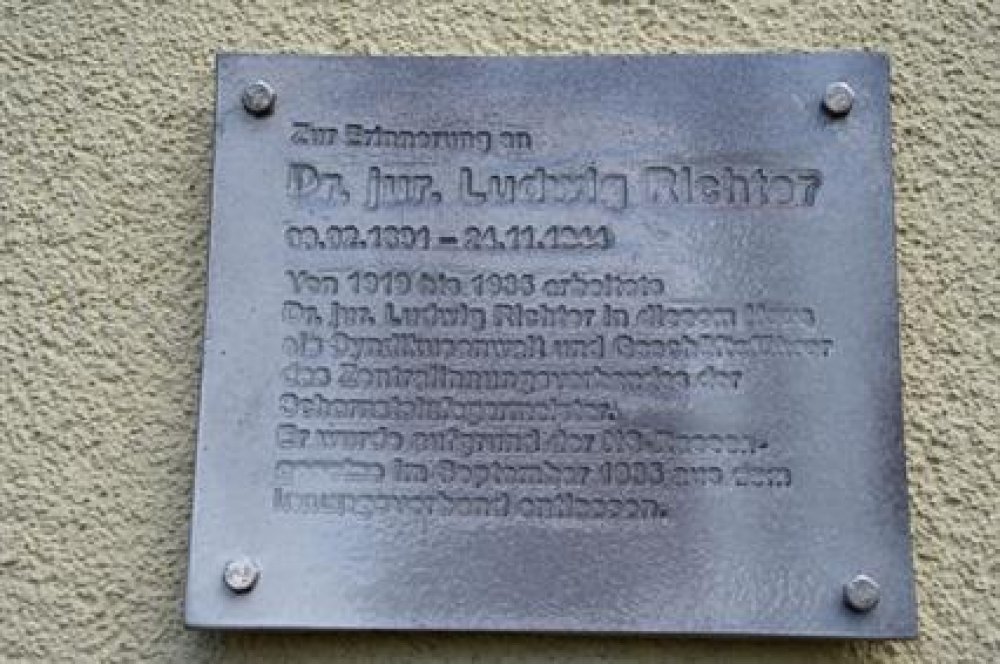 Zur Erinnerung an
Dr. jur. Ludwig Richter
Von 1919 bis 1935 arbeitete
Dr. jur. Ludwig Richter in diesem Haus
als Syndikusanwalt und Geschäftsführer
des Zentralinnungsverbandes der
Schornsteinfegermeister.
Er wurde aufgrund der NS-Rassen-
gesetze im September 1935 aus dem
Innungsverband entlassen.